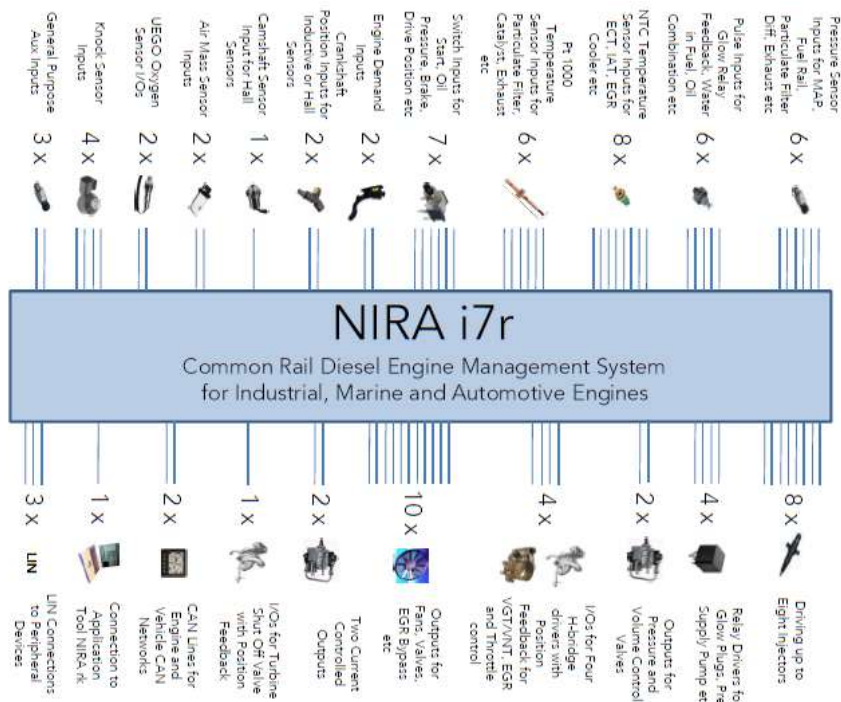 General Purpose
Aux Inputs
3 x
Knock Sensor
Inputs
4 x
UEGO Oxygen
Sensor I/Os
2 x
Air Mass Sensor
Inputs
2 x
Camshaft Sensor
Input for Hall
Sensors
1 x
Crankshaft
Position Inputs for
Inductive or Hall
Sensors
2 x
Engine Demand
Inputs
2 x
Switch Inputs for
Start, Oil
Pressure, Brake,
Drive Position etc
7 x
Pt 1000
Temperature
Sensor Inputs for
Particulate Filter,
Catalyst, Exhaust
etc
6 x
NTC Temperature
Sensor Inputs for
ECT, IAT, EGR
Cooler etc
8 x
Pulse Inputs for
Glow Relay
Feedback, Water
in Fuel, Oil
Combination etc
6 x
Pressure Sensor
Inputs for MAP,
Fuel Rail,
Particulate Filter
Diff, Exhaust etc
6 x
NIRA i7r
Common Rail Diesel Engine Management System
for Industrial, Marine and Automotive Engines
3 x
LIN
LIN Connections
to Peripheral
Devices
1 x
Connection to
Application
Tool NIRA rk
2 x
CAN Lines for
Engine and
Vehicle CAN
Networks
1 x
I/Os for Turbine
Shut Off Valve
with Position
Feedback
2 x
Two Current
Controlled
Outputs
10 x
Outputs for
Fans, Valves,
EGR Bypass
etc
4 x
I/Os for Four
H-bridge
drivers with
Position
Feedback for
VGT/VNT, EGR
and Throttle
control
2 x
Outputs for
Pressure and
Volume Control
Valves
4 x
Relay Drivers fo
Glow Plugs, Pre
Supply Pump et
8 x
Driving up to
Eight Injectors